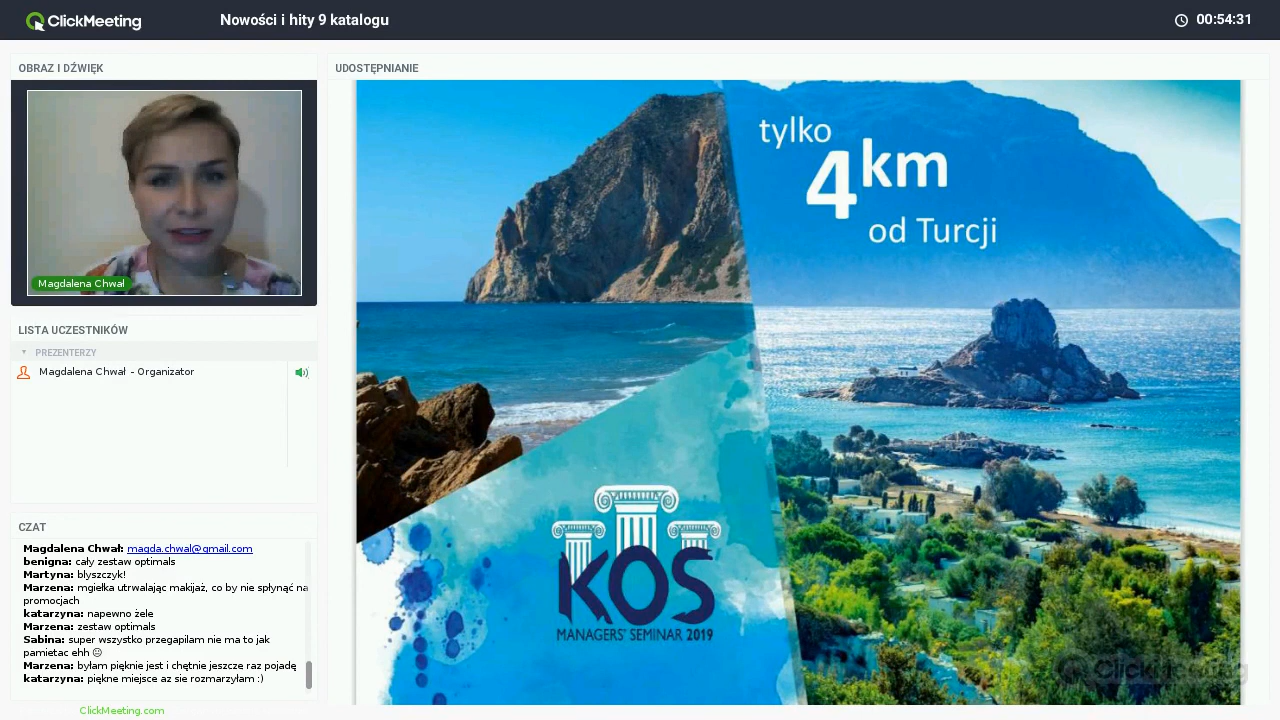 ClickMeeting
Nowości i hity 9 katalogu
00:54:31
OBRAZ I DŹWIĘK
Magdalena Chwał
LISTA UCZESTNIKÓW
PREZENTERZY
Magdalena Chwał - Organizator
CZAT
Magdalena Chwał: magda.chwal@gmail.com
benigna: cały zestaw optimals
Martyna: blyszczyk!
Marzena: mgiełka utrwalając makijaż, co by nie spłynąć na
promocjach
katarzyna: napewno żele
Marzena: zestaw optimals
Sabina: super wszystko przegapilam nie ma to jak
pamietac ehh ☹
Marzena: byłam pięknie jest i chętnie jeszcze raz pojadę
katarzyna: piękne miejsce az sie rozmarzyłam :)
ClickMeeting.com
UDOSTĘPNIANIE
tylko
4km
od Turcji
KOS
MANAGERS' SEMINAR 2019
ClickMeeting